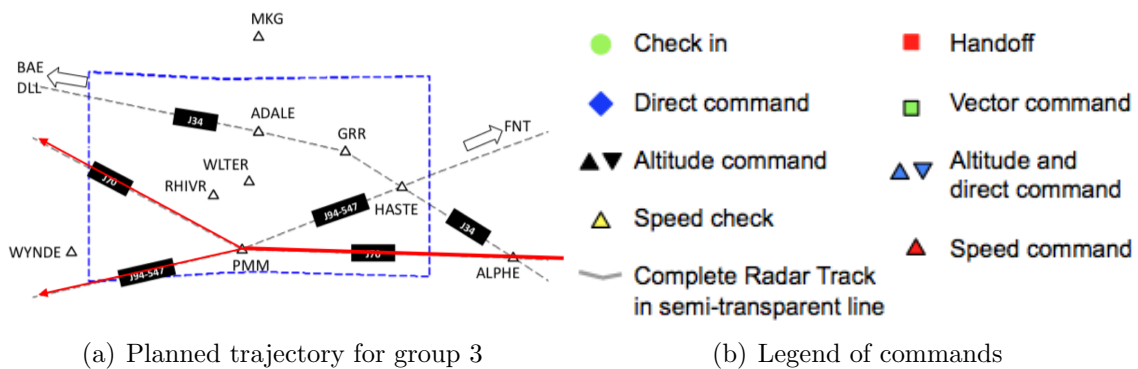 MKG
BAE
DLL
J34
ADALE
GRR
FNT
J70
WLTER
RHIVR
J94-547
HASTE
J34
WYNDE
J94-547
PMM
J70
ALPHE
(a) Planned trajectory for group 3
Check in
Handoff
Direct command
Vector command
Altitude command
Altitude and
direct command
Speed check
Speed command
Complete Radar Track
in semi-transparent line
(b) Legend of commands